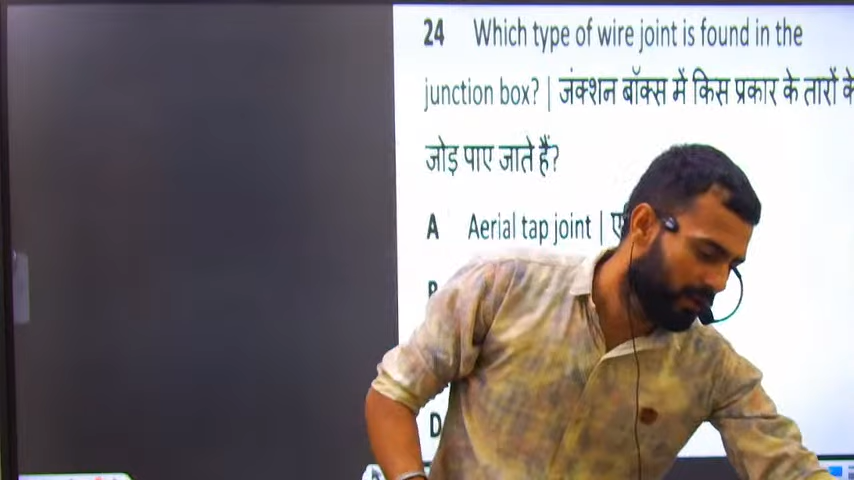 24 Which type of wire joint is found in the
junction box? | जंक्शन बॉक्स में किस प्रकार के तारों के
जोड़ पाए जाते हैं?
A Aerial tap joint |
D